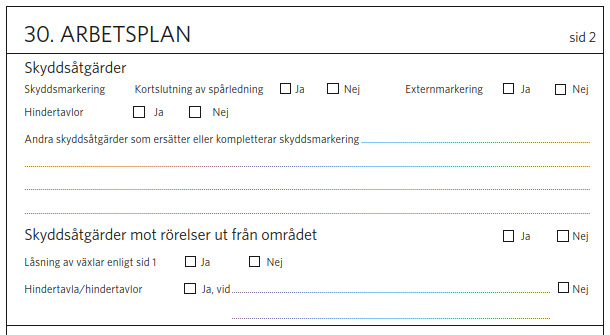 30. ARBETSPLAN sid 2
Skyddsåtgärder
Skyddsmarkering Kortslutning av spårledning Ja Nej Externmarkering Ja Nej
Hindertavlor Ja Nej
Andra skyddsåtgärder som ersätter eller kompletterar skyddsmarkering
Skyddsåtgärder mot rörelser ut från området Ja Nej
Låsning av växlar enligt sid 1 Ja Nej
Hindertavla/hindertavlor Ja, vid Nej